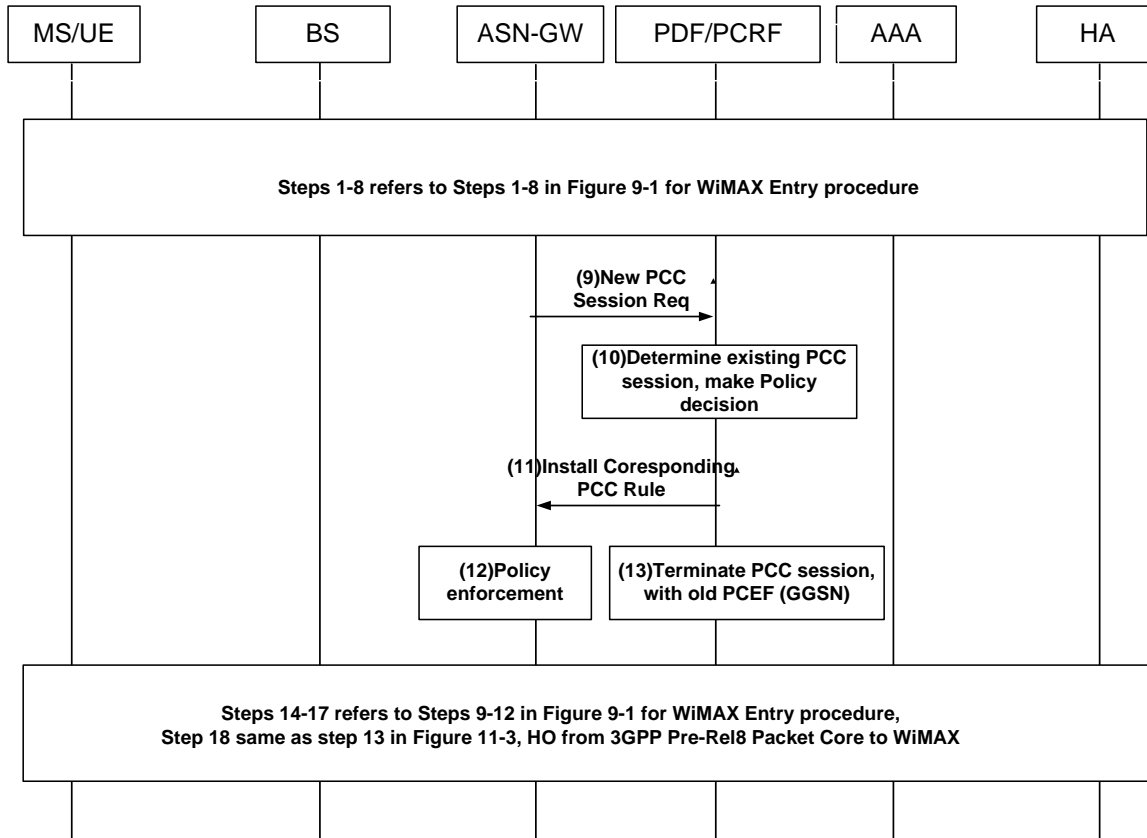 MS/UE
BS
ASN-GW
PDF/PCRF
AAA
HA
Steps 1-8 refers to Steps 1-8 in Figure 9-1 for WiMAX Entry procedure
(9)New PCC
Session Req
(10)Determine existing PCC
session, make Policy
decision
(11)Install Coresponding
PCC Rule
(12)Policy
enforcement
(13)Terminate PCC session,
with old PCEF (GGSN)
Steps 14-17 refers to Steps 9-12 in Figure 9-1 for WiMAX Entry procedure,
Step 18 same as step 13 in Figure 11-3, HO from 3GPP Pre-Rel8 Packet Core to WiMAX